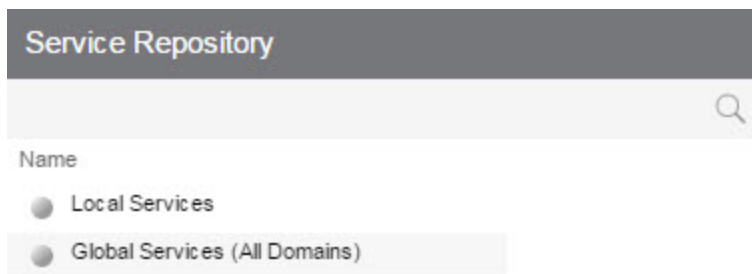 Service Repository
Name
Local Services
Global Services (All Domains)